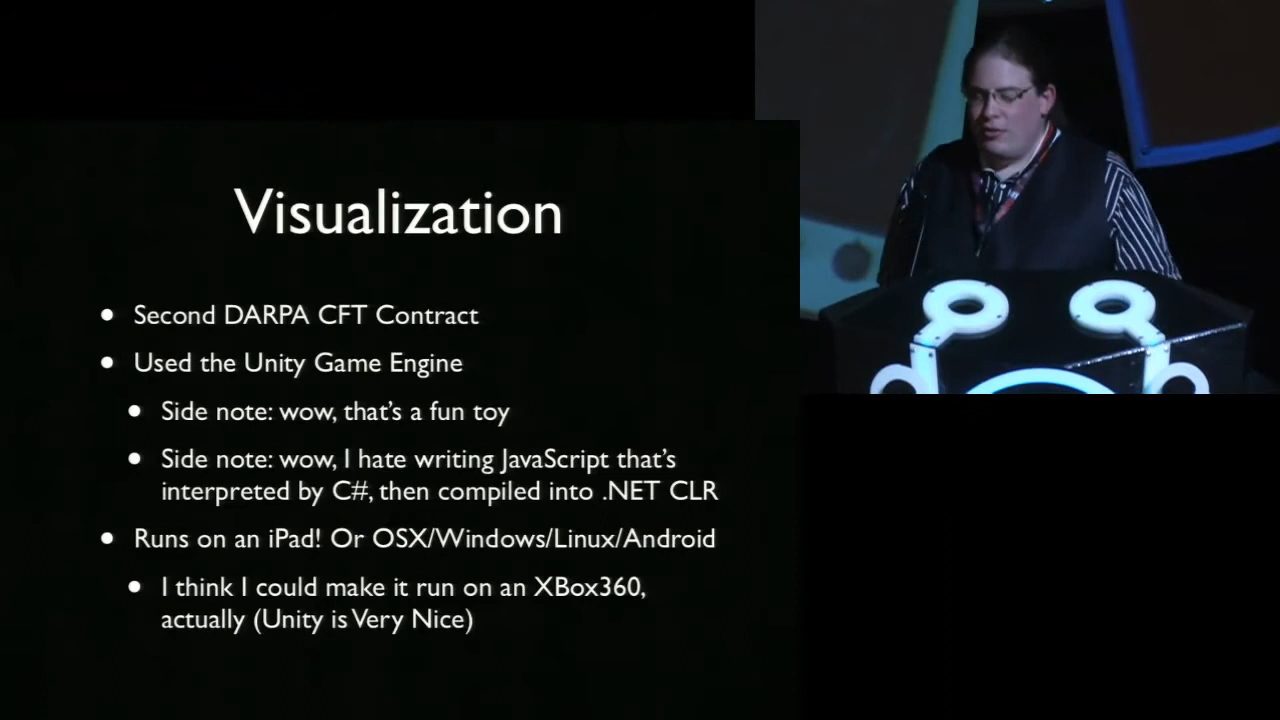 Visualization
• Second DARPA CFT Contract
• Used the Unity Game Engine
• Side note: wow, that's a fun toy
• Side note: wow, I hate writing JavaScript that's
interpreted by C#, then compiled into .NET CLR
• Runs on an iPad! Or OSX/Windows/Linux/Android
• I think I could make it run on an XBox360,
actually (Unity is Very Nice)